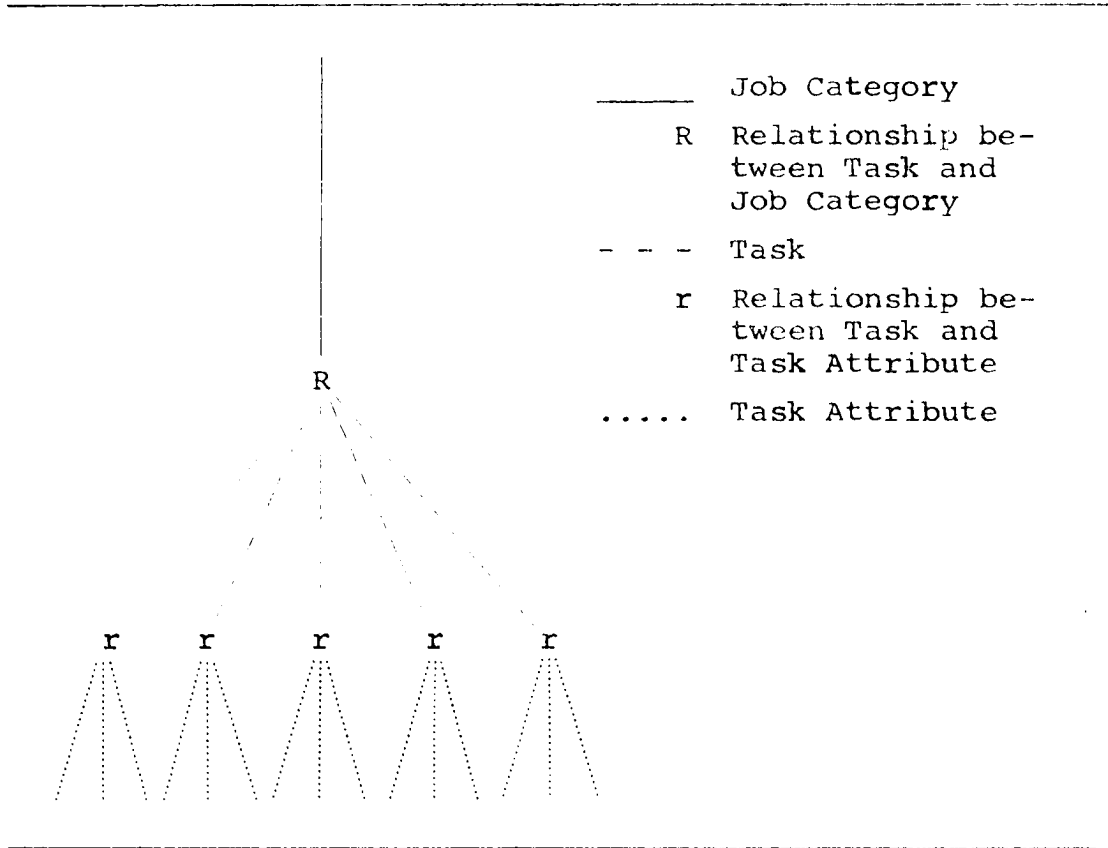 Job Category
R Relationship be-
tween Task and
Job Category
Task
r Relationship be-
tween Task and
Task Attribute
..... Task Attribute
R
r r r r r